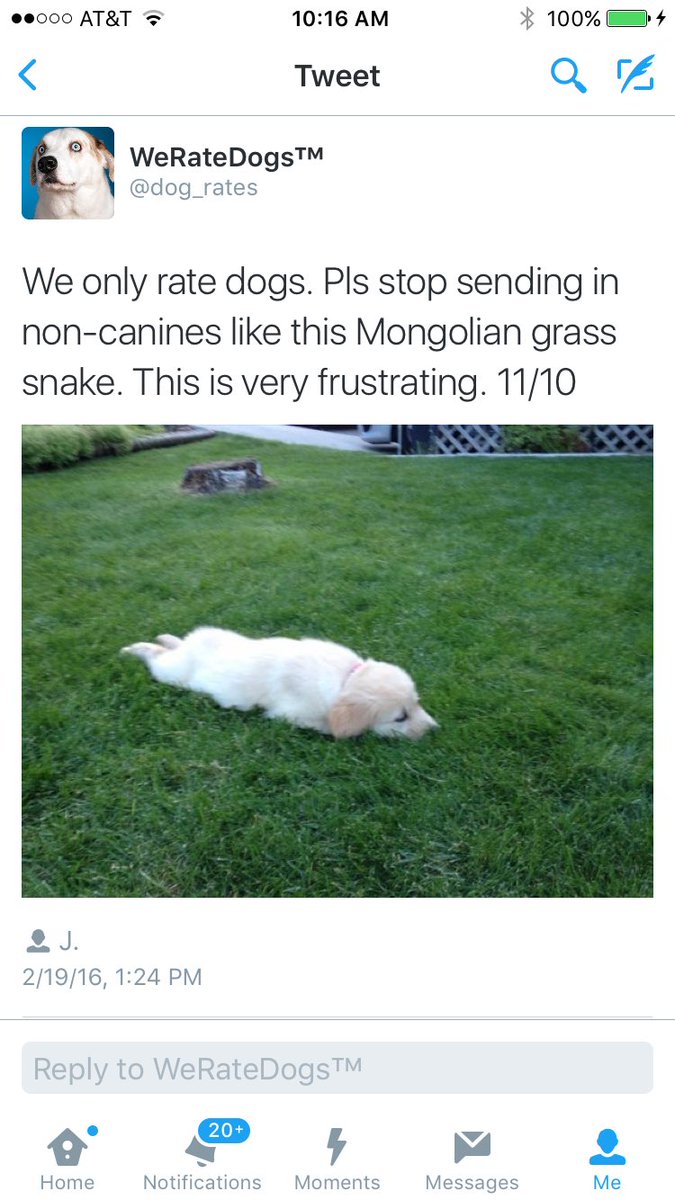 AT&T 10:16 AM 100%
Tweet
WeRateDogs™
@dog_rates
We only rate dogs. Pls stop sending in
non-canines like this Mongolian grass
snake. This is very frustrating. 11/10
J.
2/19/16, 1:24 PM
Reply to WeRateDogs™
20+
Home Notifications Moments Messages Me